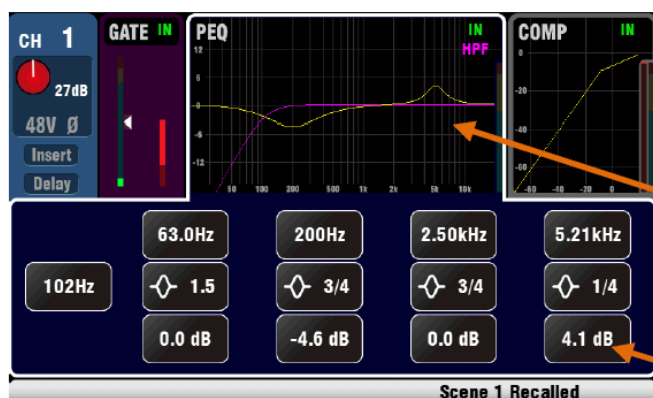 CH 1
GATE IN
PEQ IN
HPF
COMP IN
27dB
48V Ø
Insert
Delay
12
6
0
-6
-12
50 100 200 500 1k 2k 5k 10k
0
-20
-40
-60
-60 -40 -20 0
63.0Hz 200Hz 2.50kHz 5.21kHz
102Hz 1.5 3/4 3/4 1/4
0.0 dB -4.6 dB 0.0 dB 4.1 dB
Scene 1 Recalled